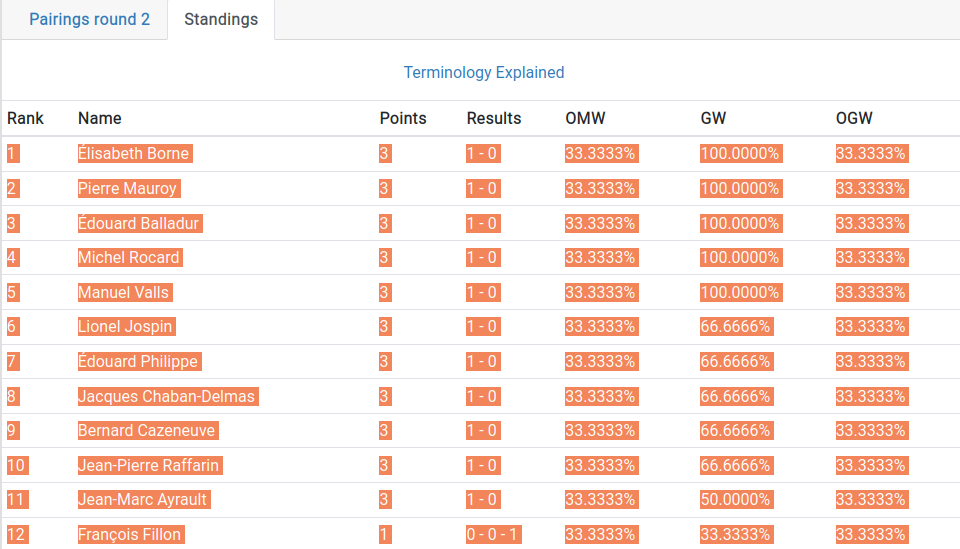 Pairings round 2 Standings
Terminology Explained
Rank Name Points Results OMW GW OGW
1 Élisabeth Borne 3 1 - 0 33.3333% 100.0000% 33.3333%
2 Pierre Mauroy 3 1 - 0 33.3333% 100.0000% 33.3333%
3 Édouard Balladur 3 1 - 0 33.3333% 100.0000% 33.3333%
4 Michel Rocard 3 1 - 0 33.3333% 100.0000% 33.3333%
5 Manuel Valls 3 1 - 0 33.3333% 100.0000% 33.3333%
6 Lionel Jospin 3 1 - 0 33.3333% 66.6666% 33.3333%
7 Édouard Philippe 3 1 - 0 33.3333% 66.6666% 33.3333%
8 Jacques Chaban-Delmas 3 1 - 0 33.3333% 66.6666% 33.3333%
9 Bernard Cazeneuve 3 1 - 0 33.3333% 66.6666% 33.3333%
10 Jean-Pierre Raffarin 3 1 - 0 33.3333% 66.6666% 33.3333%
11 Jean-Marc Ayrault 3 1 - 0 33.3333% 50.0000% 33.3333%
12 François Fillon 1 0 - 0 - 1 33.3333% 33.3333% 33.3333%